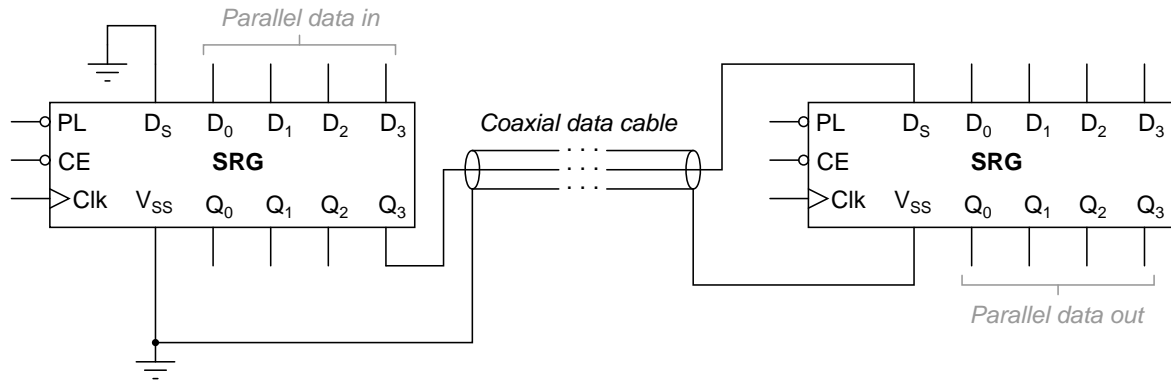 Parallel data in
PL D_S D_0 D_1 D_2 D_3
CE SRG
Clk V_SS Q_0 Q_1 Q_2 Q_3
Coaxial data cable
PL D_S D_0 D_1 D_2 D_3
CE SRG
Clk V_SS Q_0 Q_1 Q_2 Q_3
Parallel data out